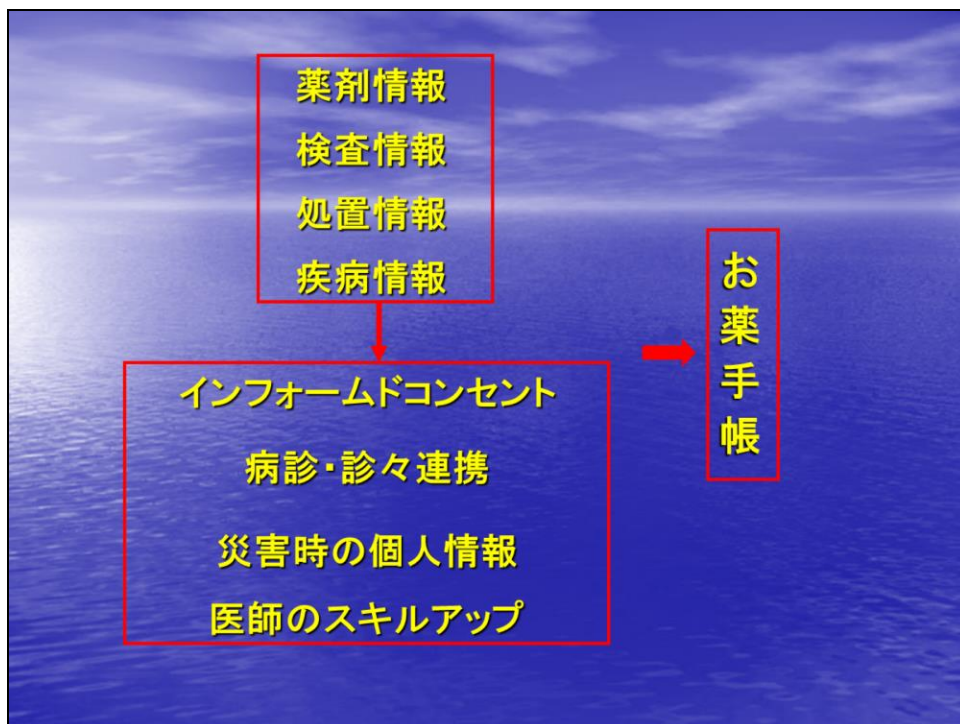 薬剤情報
検査情報
処置情報
疾病情報
インフォームドコンセント
病診・診々連携
災害時の個人情報
医師のスキルアップ
お薬手帳